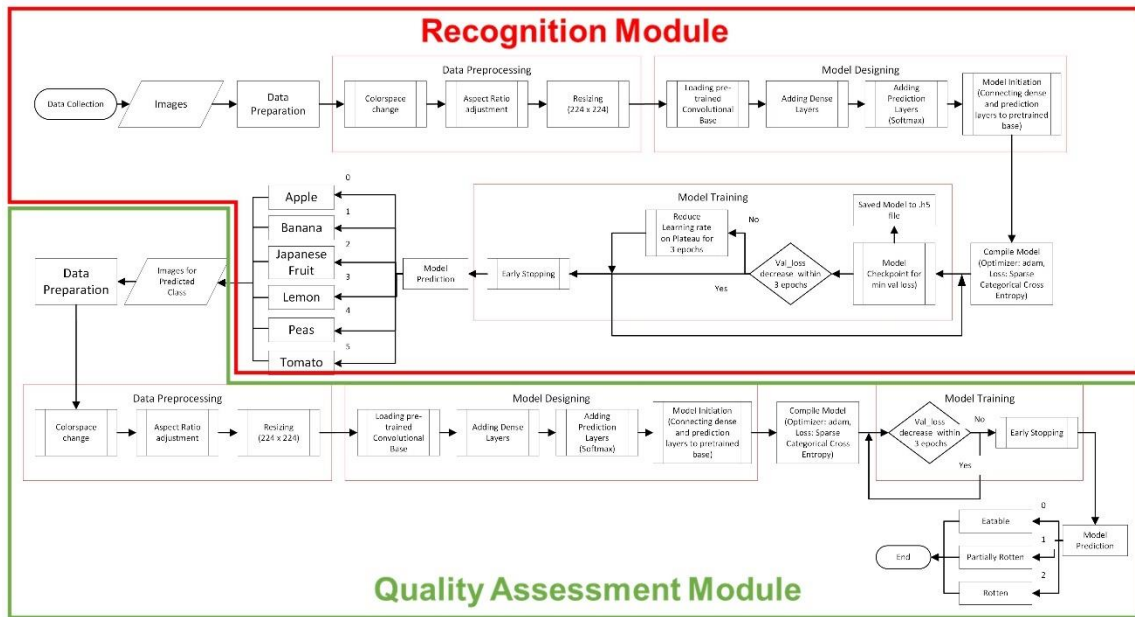 Recognition Module
Data Collection
Images
Data
Preparation
Data Preprocessing
Colorspace
change
Aspect Ratio
adjustment
Resizing
(224 x 224)
Model Designing
Loading pre-
trained
Convolutional
Base
Adding Dense
Layers
Adding
Prediction
Layers
(Softmax)
Model Initiation
(Connecting dense
and prediction
layers to pretrained
base)
Compile Model
(Optimizer: adam,
Loss: Sparse
Categorical Cross
Entropy)
Model Training
Saved Model to .h5
file
Model
Checkpoint for
min val loss)
Val_loss
decrease within
3 epochs
No
Yes
Reduce
Learning rate
on Plateau for
3 epochs
Early Stopping
Model
Prediction
0
Apple
1
Banana
2
Japanese
Fruit
3
Lemon
4
Peas
5
Tomato
Images for
Predicted
Class
Data
Preparation
Data Preprocessing
Colorspace
change
Aspect Ratio
adjustment
Resizing
(224 x 224)
Model Designing
Loading pre-
trained
Convolutional
Base
Adding Dense
Layers
Adding
Prediction
Layers
(Softmax)
Model Initiation
(Connecting dense
and prediction
layers to pretrained
base)
Compile Model
(Optimizer: adam,
Loss: Sparse
Categorical Cross
Entropy)
Model Training
Val_loss
decrease within
3 epochs
No
Yes
Early Stopping
Model
Prediction
0
Eatable
1
Partially Rotten
2
Rotten
End
Quality Assessment Module